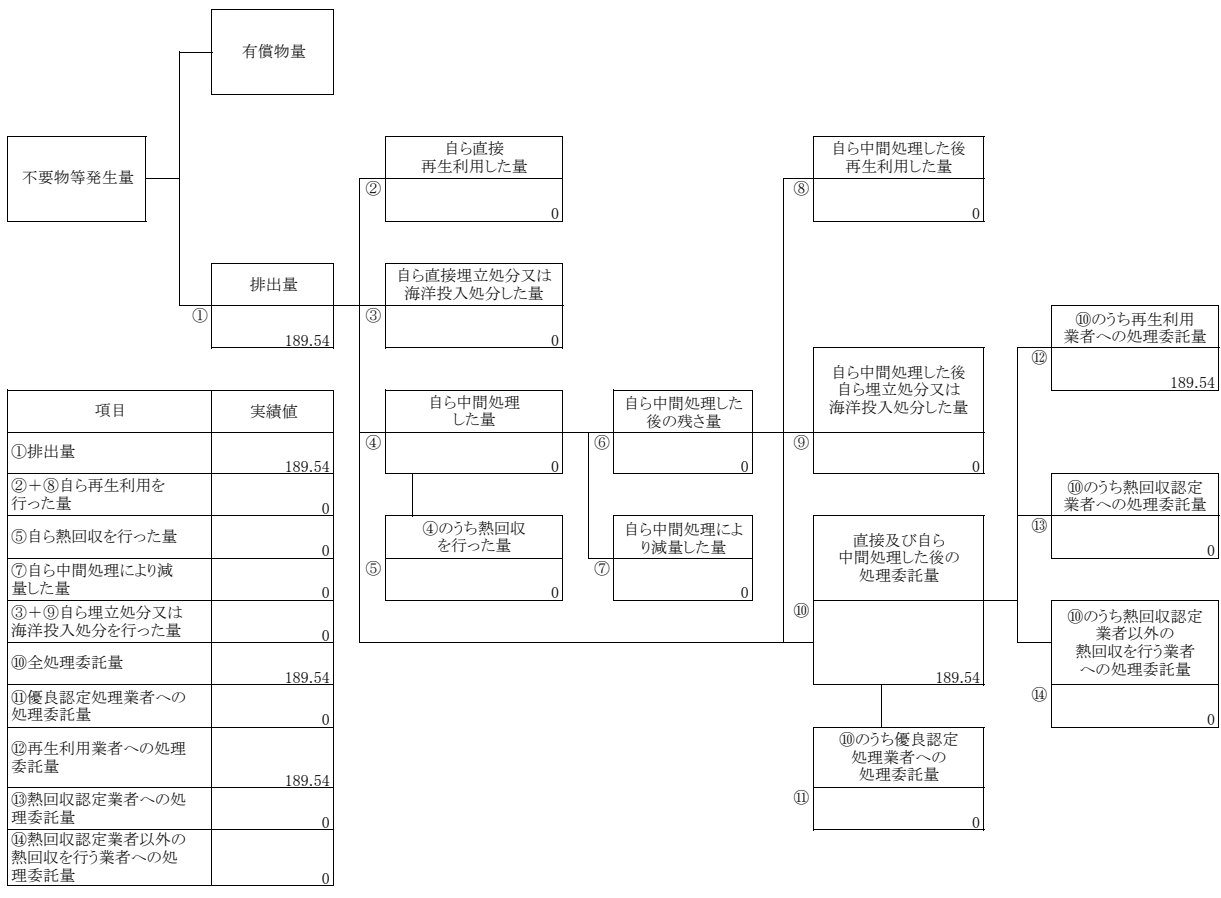 有償物量
不要物等発生量
自ら直接
再生利用した量
②
0
自ら中間処理した後
再生利用した量
⑧
0
排出量
①
189.54
自ら直接埋立処分又は
海洋投入処分した量
③
0
⑩のうち再生利用
業者への処理委託量
⑫
189.54
自ら中間処理
した量
④
0
自ら中間処理した
後の残さ量
⑥
0
自ら中間処理した後
自ら埋立処分又は
海洋投入処分した量
⑨
0
④のうち熱回収
を行った量
⑤
0
自ら中間処理によ
り減量した量
⑦
0
直接及び自ら
中間処理した後の
処理委託量
⑩
189.54
⑩のうち熱回収認定
業者への処理委託量
⑬
0
⑩のうち熱回収認定
業者以外の
熱回収を行う業者
への処理委託量
⑭
0
⑩のうち優良認定
処理業者への
処理委託量
⑪
0
項目
実績値
①排出量
189.54
②＋⑧自ら再生利用を
行った量
0
⑤自ら熱回収を行った量
0
⑦自ら中間処理により減
量した量
0
③＋⑨自ら埋立処分又は
海洋投入処分を行った量
0
⑩全処理委託量
189.54
⑪優良認定処理業者への
処理委託量
0
⑫再生利用業者への処理
委託量
189.54
⑬熱回収認定業者への処
理委託量
0
⑭熱回収認定業者以外の
熱回収を行う業者への処
理委託量
0